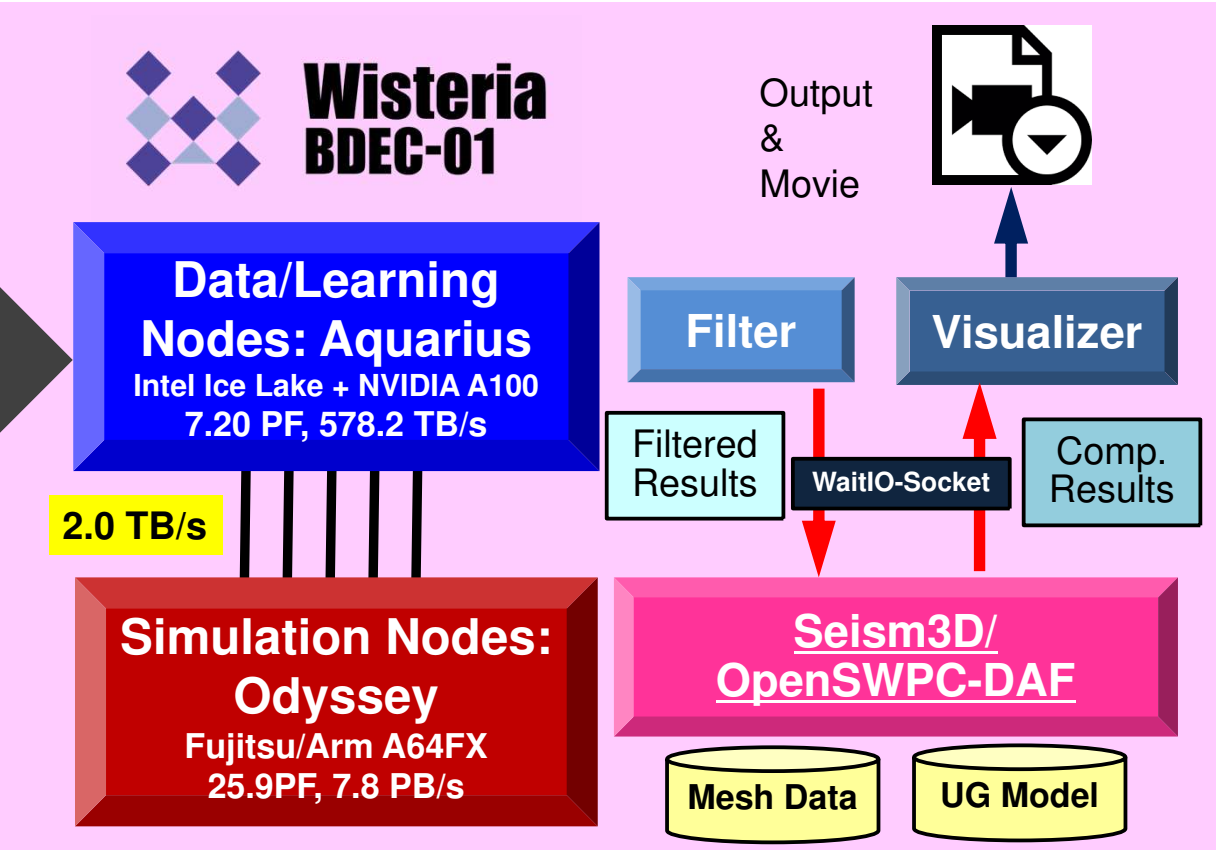 Wisteria
BDEC-01
Output
&
Movie
Data/Learning
Nodes: Aquarius
Intel Ice Lake + NVIDIA A100
7.20 PF, 578.2 TB/s
Filter
Visualizer
Filtered
Results
WaitIO-Socket
Comp.
Results
2.0 TB/s
Simulation Nodes:
Odyssey
Fujitsu/Arm A64FX
25.9PF, 7.8 PB/s
Seism3D/
OpenSWPC-DAF
Mesh Data
UG Model